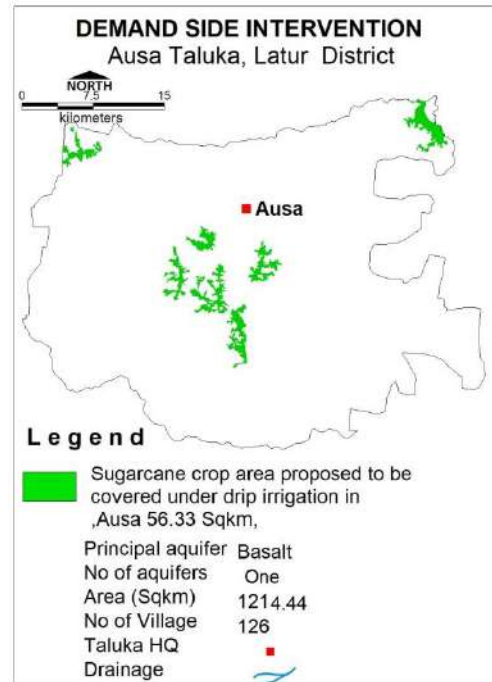 DEMAND SIDE INTERVENTION
Ausa Taluka, Latur District
NORTH
0 7.5 15
kilometers
Ausa
Legend
Sugarcane crop area proposed to be
covered under drip irrigation in
,Ausa 56.33 Sqkm,
Principal aquifer Basalt
No of aquifers One
Area (Sqkm) 1214.44
No of Village 126
Taluka HQ
Drainage